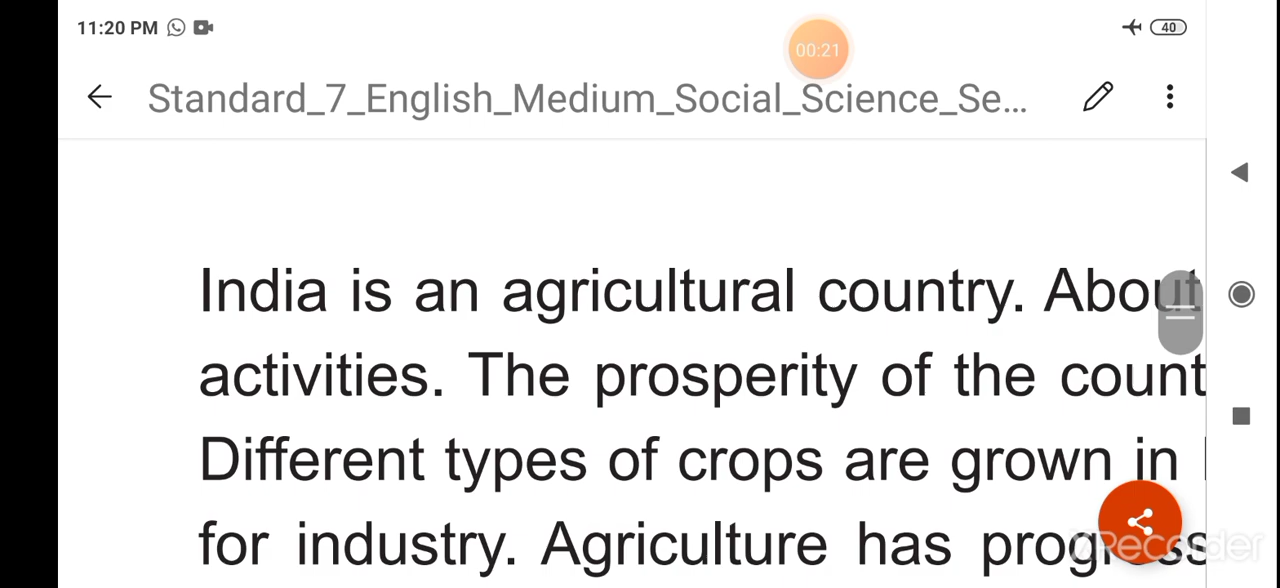 11:20 PM 40
00:21
Standard_7_English_Medium_Social_Science_Se...
India is an agricultural country. About
activities. The prosperity of the count
Different types of crops are grown in
for industry. Agriculture has progress